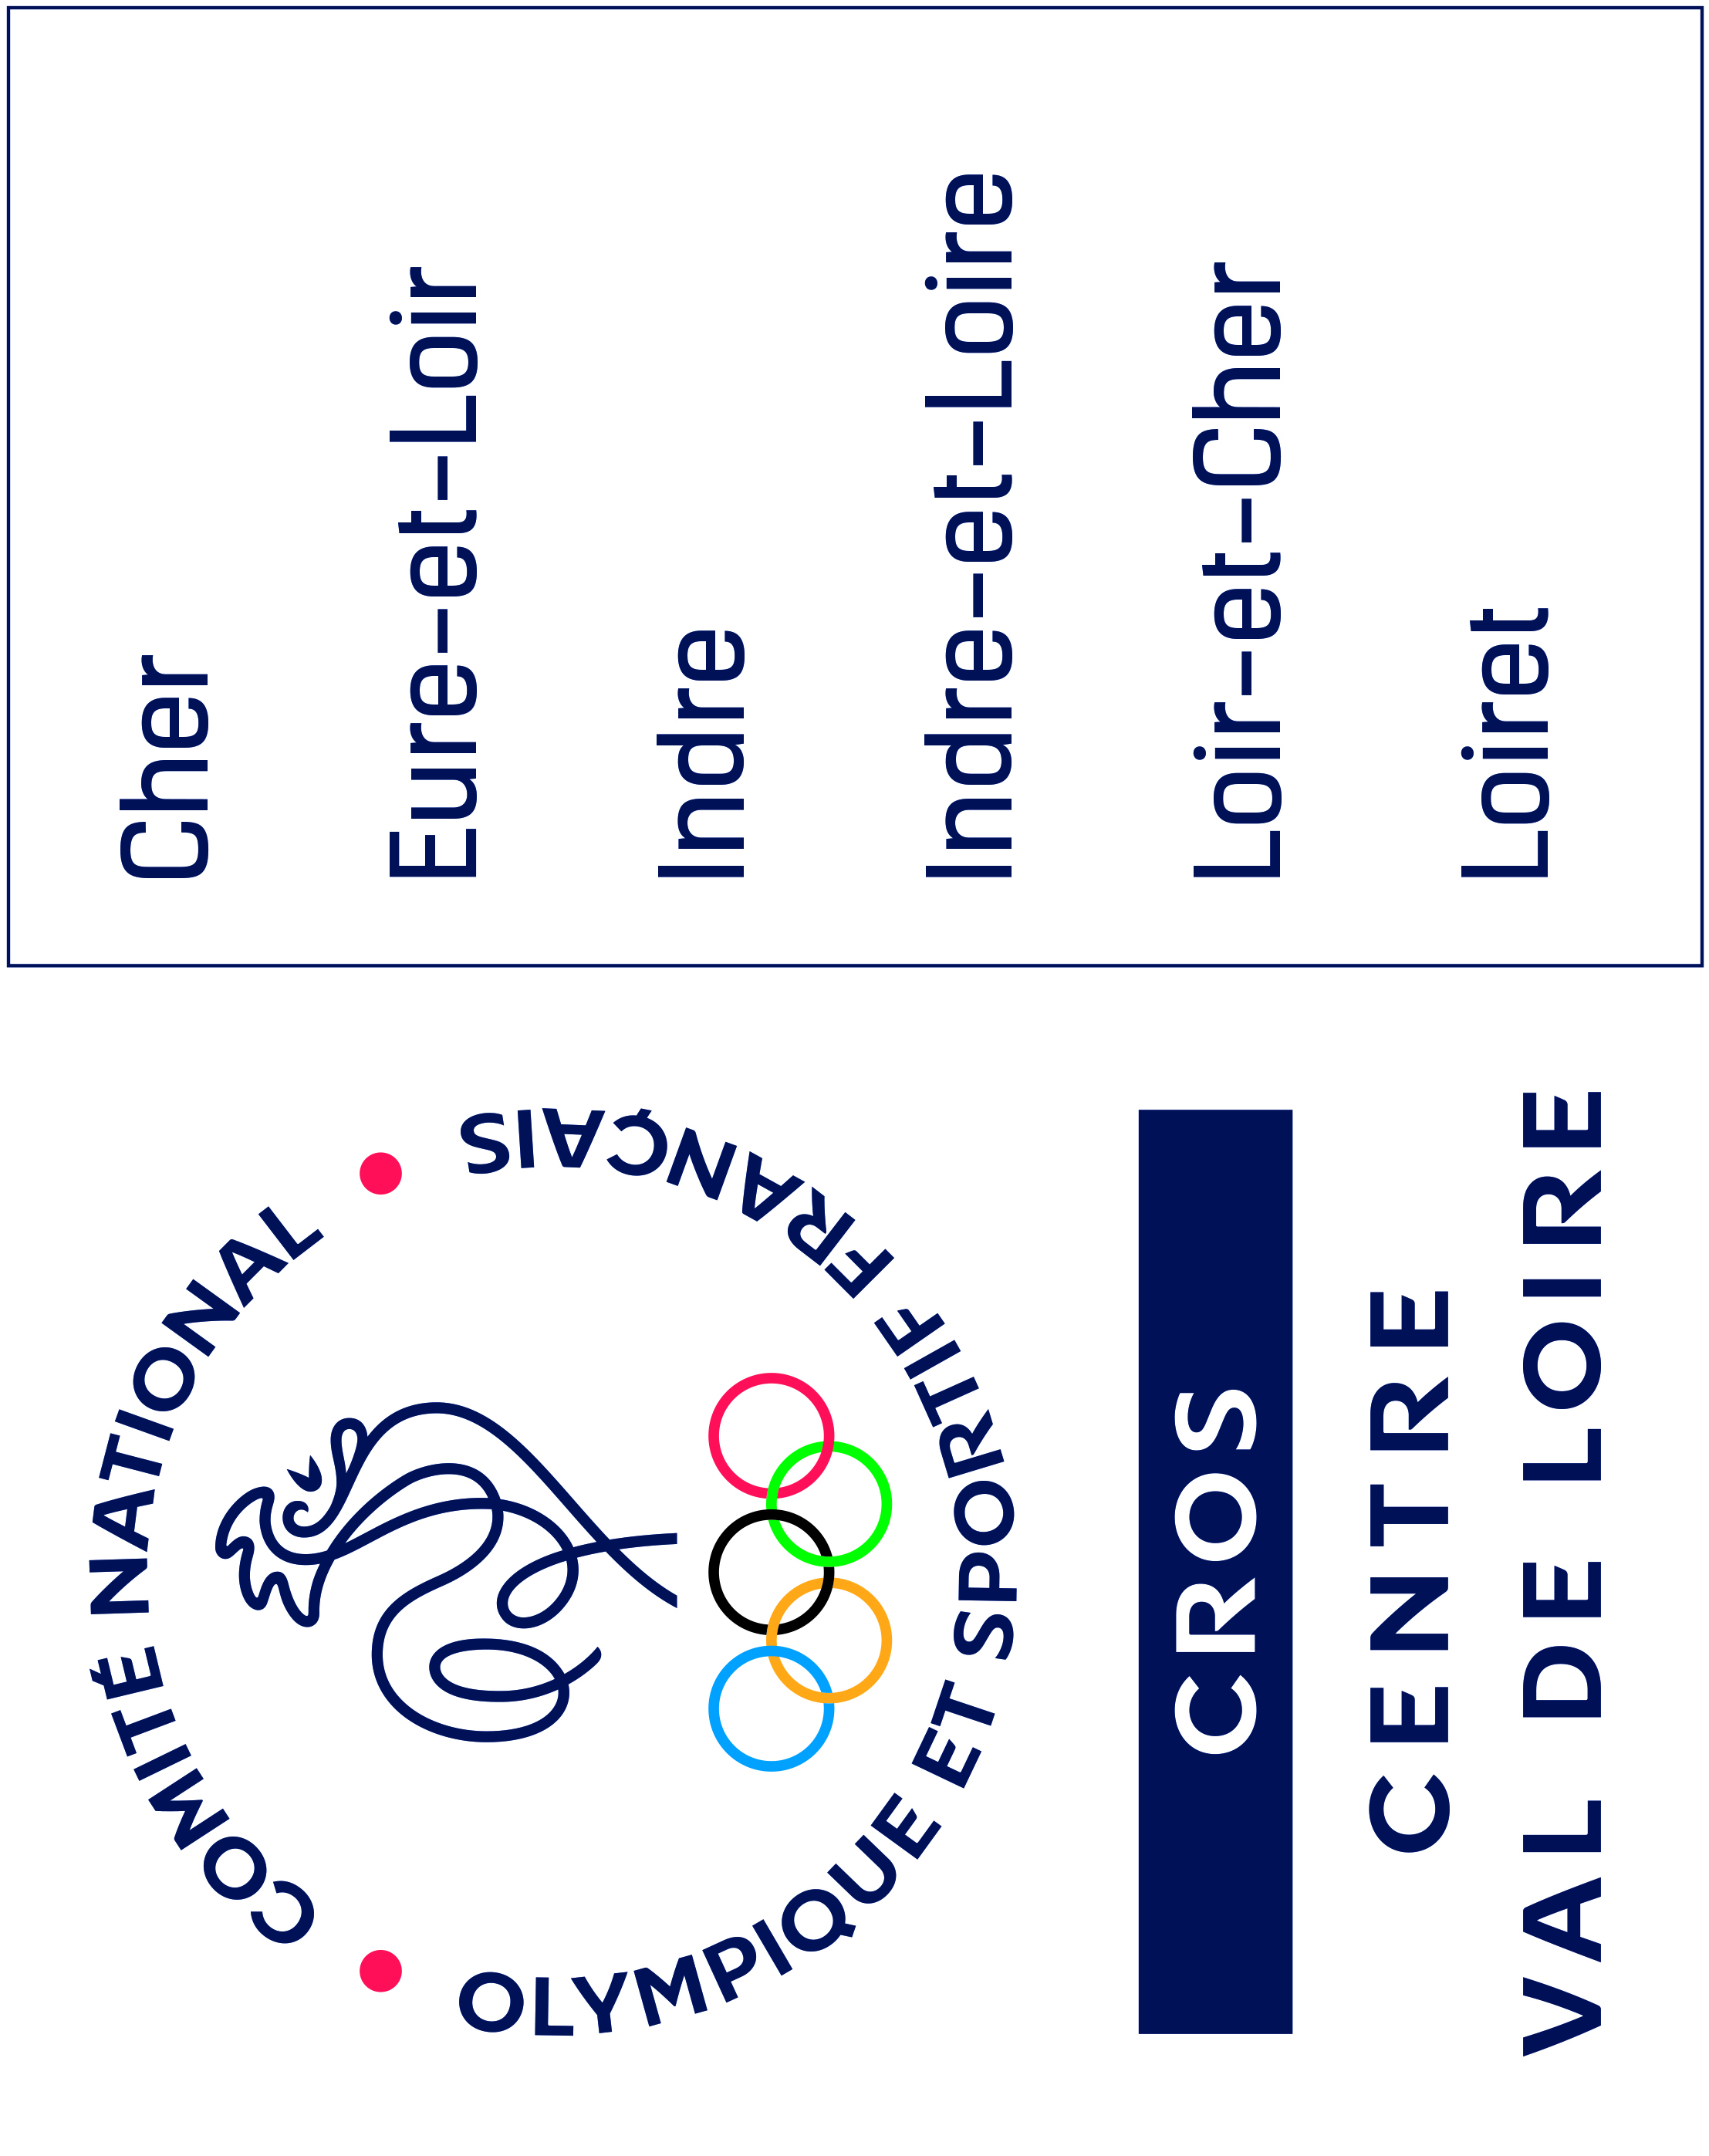 COMITÉ NATIONAL
OLYMPIQUE ET SPORTIF FRANÇAIS
CROS
CENTRE
VAL DE LOIRE
Cher
Eure-et-Loir
Indre
Indre-et-Loire
Loir-et-Cher
Loiret